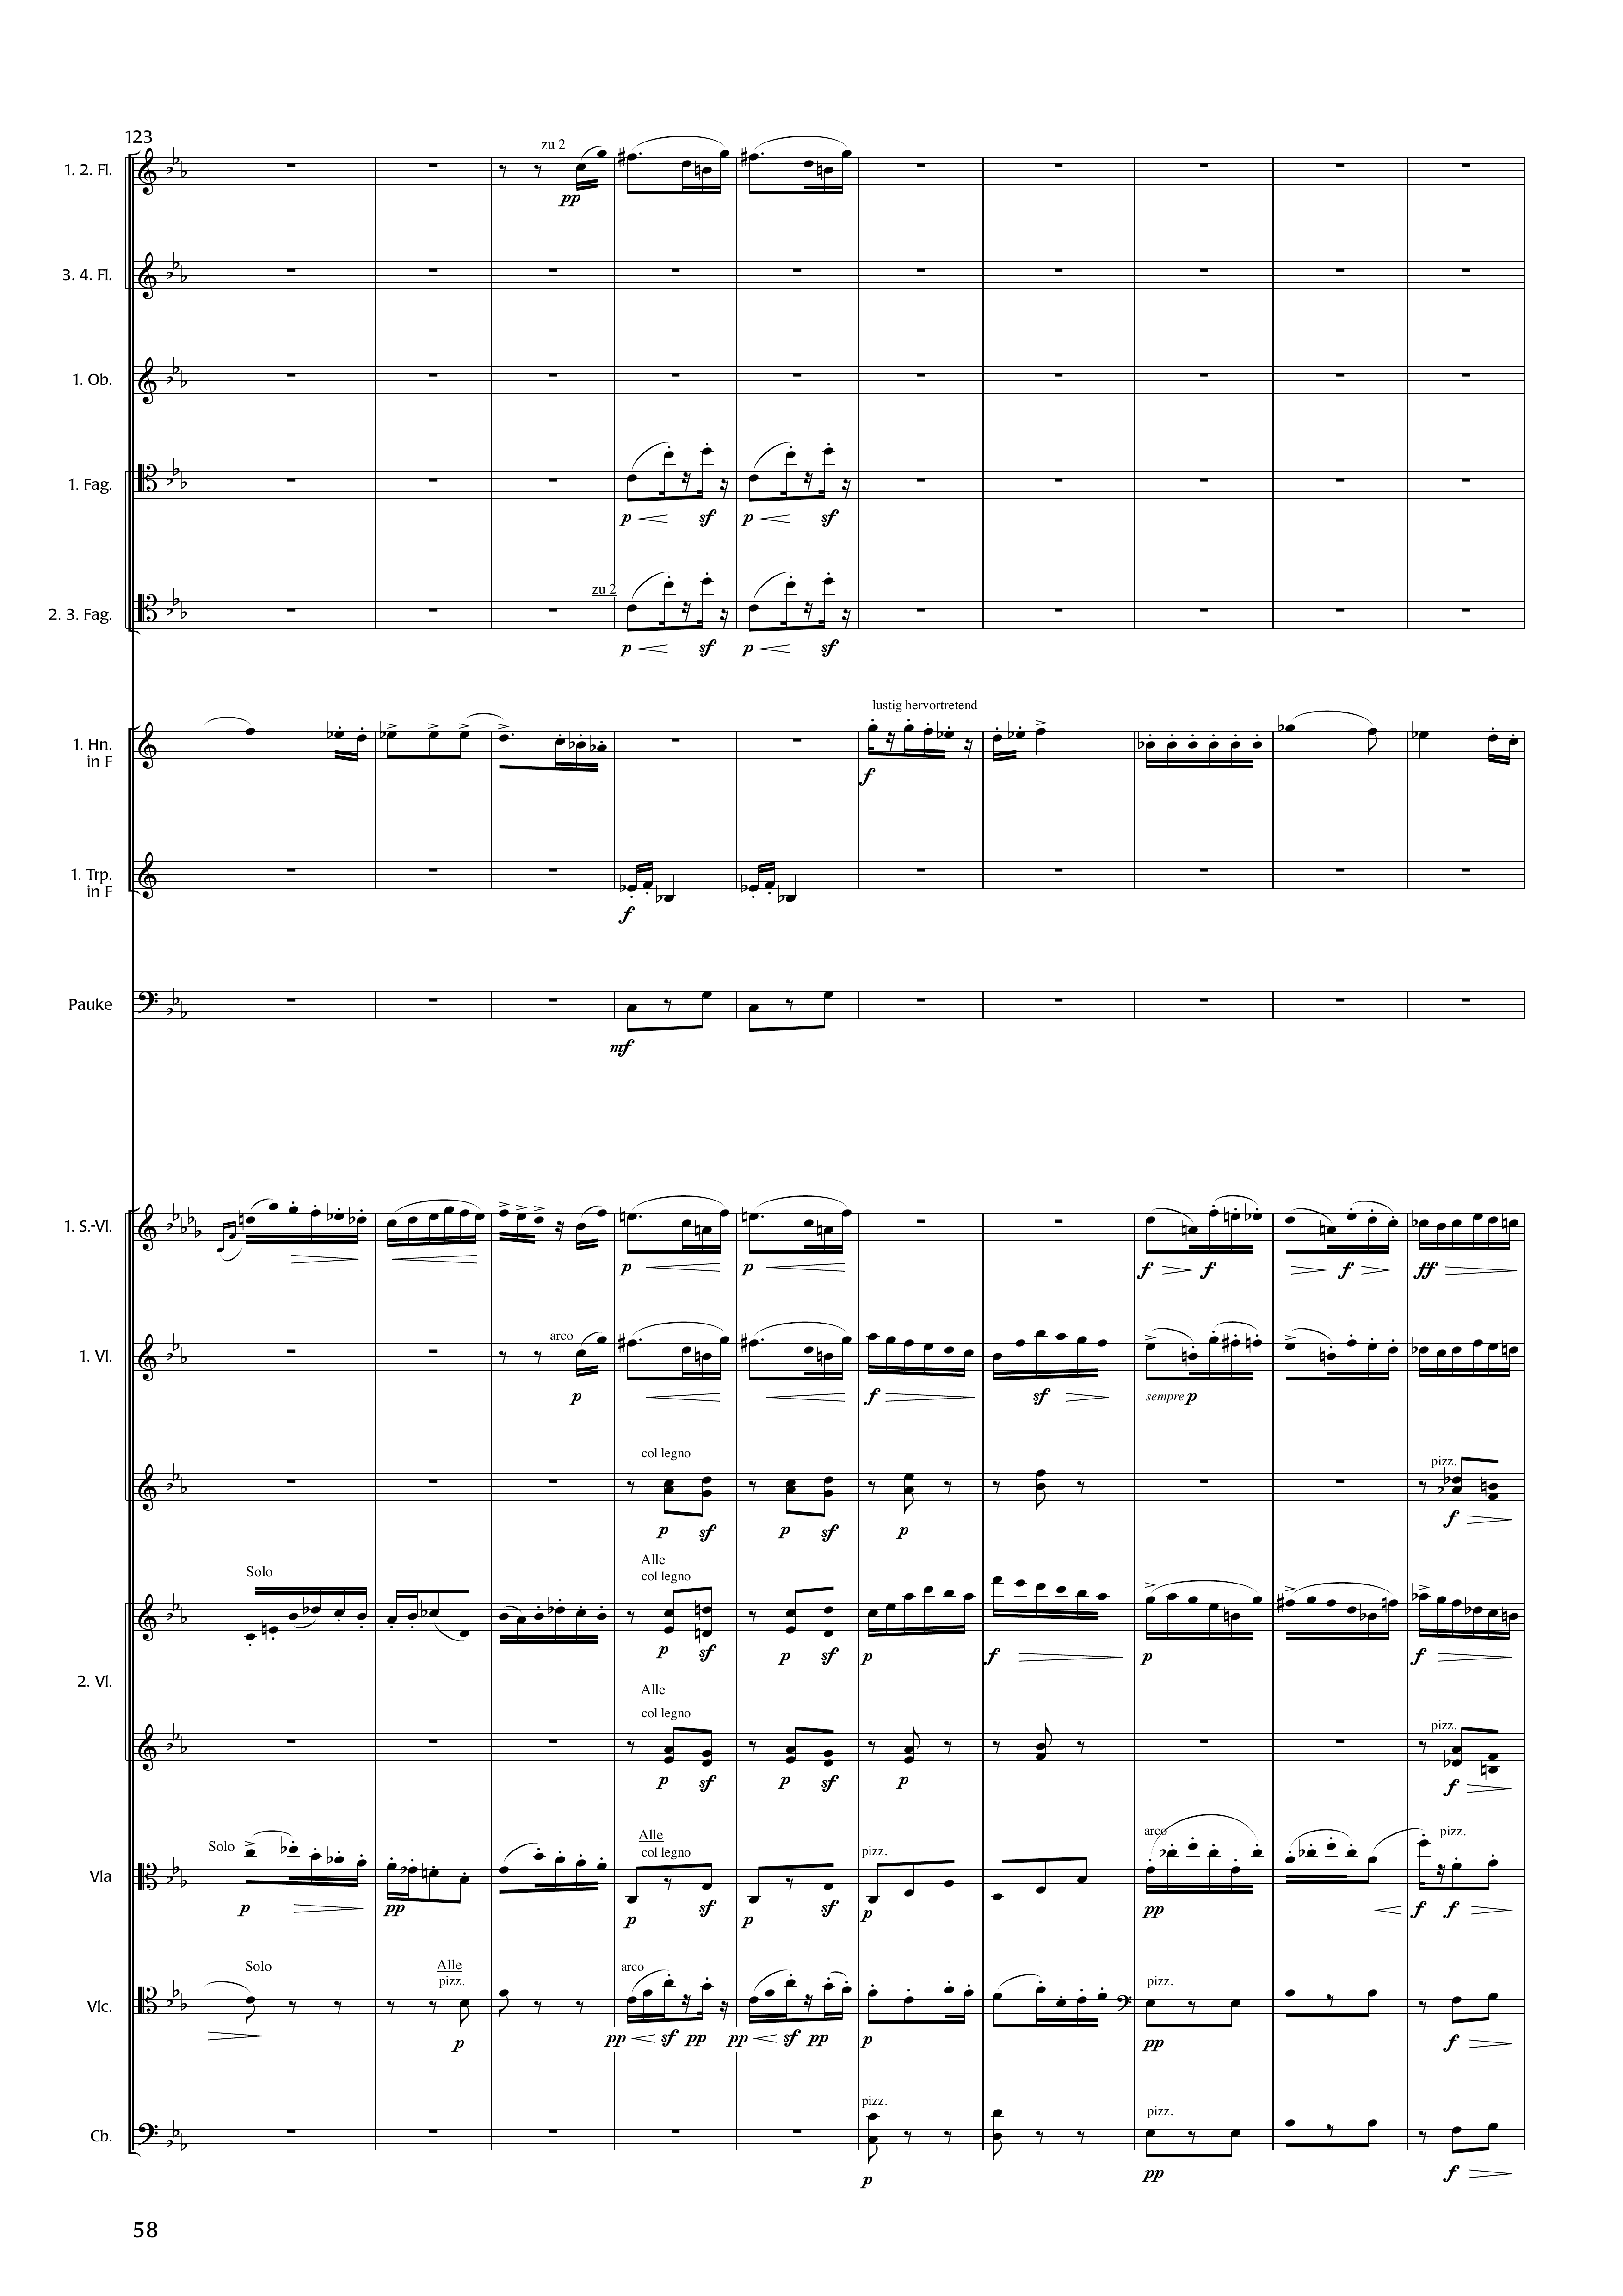 123
zu 2
1. 2. Fl.
pp
3. 4. Fl.
1. Ob.
1. Fag.
p sf p sf
zu 2
2. 3. Fag.
p sf p sf
lustig hervortretend
1. Hn.
in F
f
1. Trp.
in F
f
Pauke
mf
1. S.-Vl.
p p f f f ff
arco
1. Vl.
p f sf sempre p
col legno
pizz.
p sf p sf p f
Alle
Solo col legno
p sf p sf p f p f
2. Vl.
Alle
col legno
pizz.
p sf p sf p f
Solo Alle arco pizz.
col legno pizz.
Vla
p pp p sf p sf p pp f f
Solo Alle arco
pizz. pizz.
Vlc.
p pp sf pp pp sf pp p pp f
pizz. pizz.
Cb.
p pp f
58